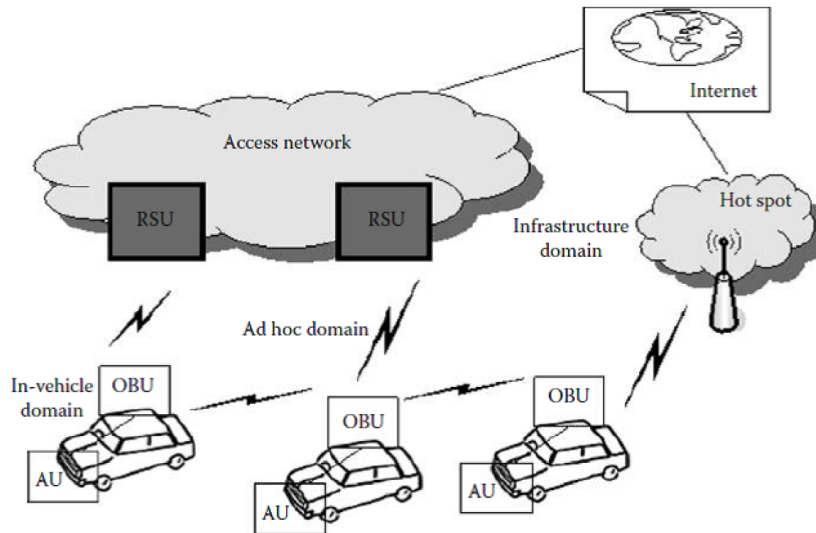 Internet
Access network
RSU
RSU
Hot spot
Infrastructure
domain
Ad hoc domain
In-vehicle
domain
OBU
OBU
OBU
AU
AU
AU